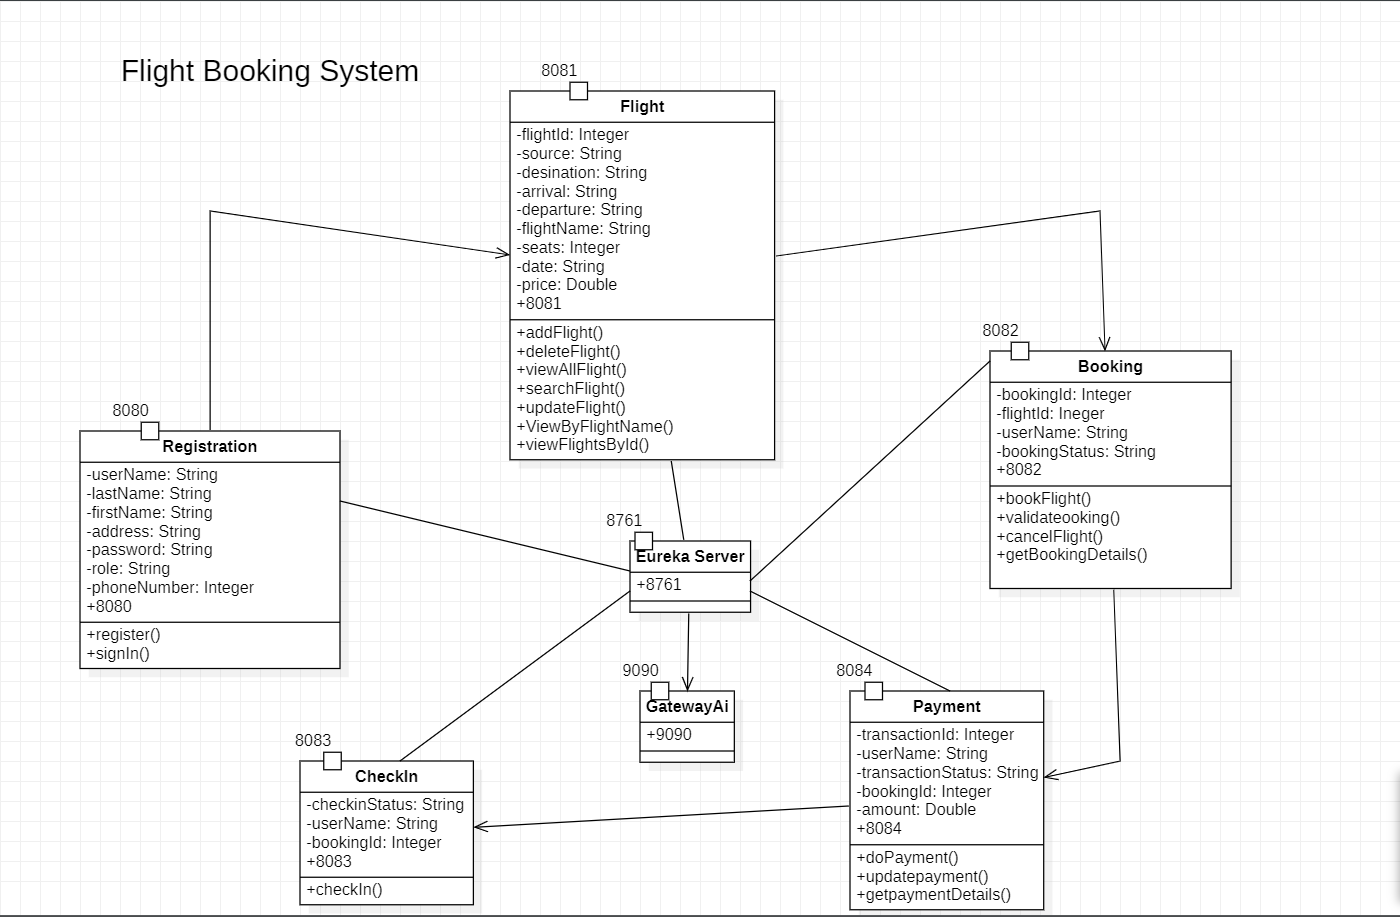 Flight Booking System
8081
Flight
-flightId: Integer
-source: String
-desination: String
-arrival: String
-departure: String
-flightName: String
-seats: Integer
-date: String
-price: Double
+8081
+addFlight()
+deleteFlight()
+viewAllFlight()
+searchFlight()
+updateFlight()
+ViewByFlightName()
+viewFlightsById()
8082
Booking
-bookingId: Integer
-flightId: Ineger
-userName: String
-bookingStatus: String
+8082
+bookFlight()
+validateooking()
+cancelFlight()
+getBookingDetails()
8080
Registration
-userName: String
-lastName: String
-firstName: String
-address: String
-password: String
-role: String
-phoneNumber: Integer
+8080
+register()
+signIn()
8761
Eureka Server
+8761
9090
GatewayAi
+9090
8084
Payment
-transactionId: Integer
-userName: String
-transactionStatus: String
-bookingId: Integer
-amount: Double
+8084
+doPayment()
+updatepayment()
+getpaymentDetails()
8083
CheckIn
-checkinStatus: String
-userName: String
-bookingId: Integer
+8083
+checkIn()